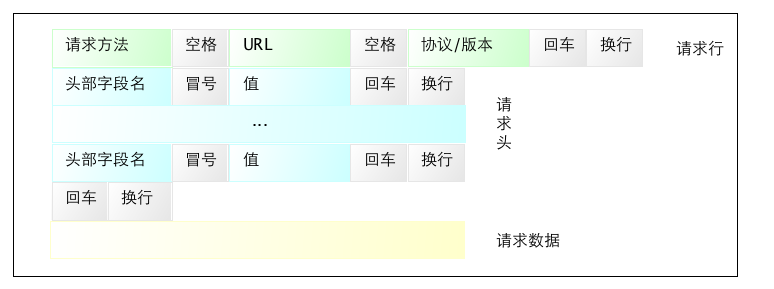 请求方法 空格 URL 空格 协议/版本 回车 换行 请求行
头部字段名 冒号 值 回车 换行
...
请求头
头部字段名 冒号 值 回车 换行
回车 换行
请求数据